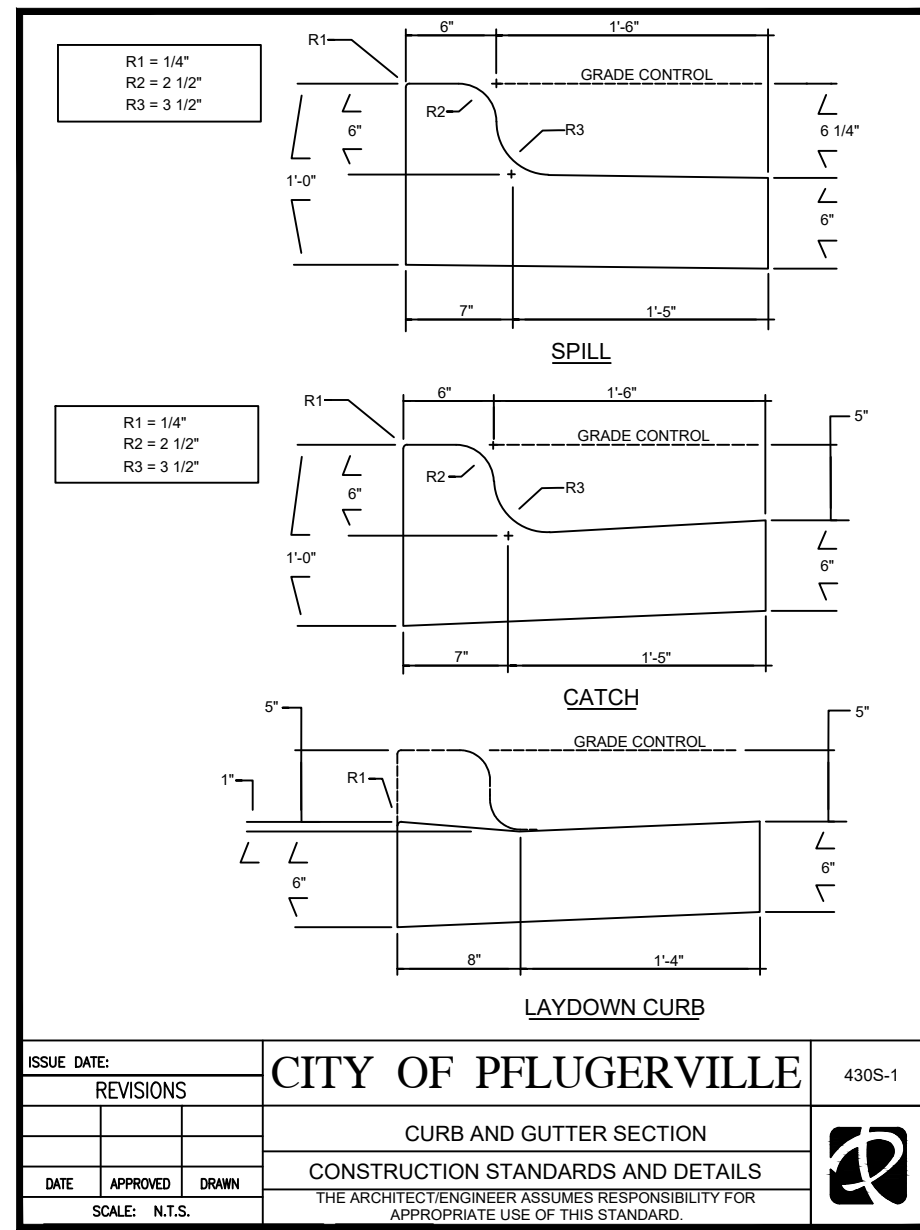 R1 = 1/4"
R2 = 2 1/2"
R3 = 3 1/2"
R1
6"
1'-6"
GRADE CONTROL
R2
R3
6"
1'-0"
6 1/4"
6"
7"
1'-5"
SPILL
R1 = 1/4"
R2 = 2 1/2"
R3 = 3 1/2"
R1
6"
1'-6"
5"
GRADE CONTROL
R2
R3
6"
1'-0"
6"
7"
1'-5"
CATCH
5"
5"
GRADE CONTROL
1"
R1
6"
6"
8"
1'-4"
LAYDOWN CURB
ISSUE DATE:
REVISIONS
DATE APPROVED DRAWN
SCALE: N.T.S.
CITY OF PFLUGERVILLE
430S-1
CURB AND GUTTER SECTION
CONSTRUCTION STANDARDS AND DETAILS
THE ARCHITECT/ENGINEER ASSUMES RESPONSIBILITY FOR
APPROPRIATE USE OF THIS STANDARD.